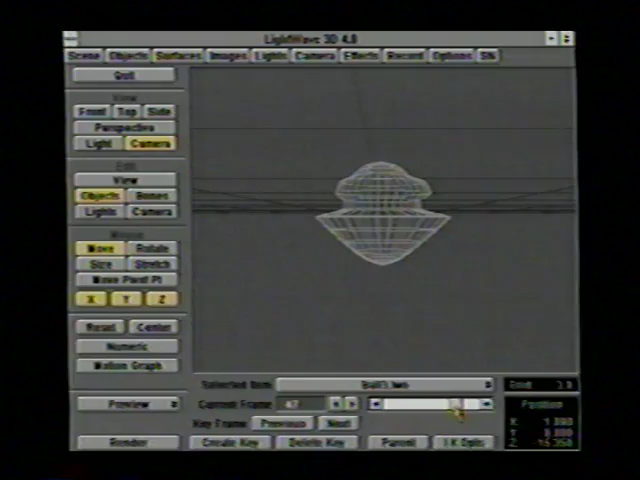 LightWave 3D 4.0
Scene Objects Surfaces Images Lights Camera Effects Record Options
Quit
View
Front Top Side
Perspective
Light Camera
Edit
View
Objects Bones
Lights Camera
Mouse
Move Rotate
Size Stretch
Move Pivot Pt
X Y Z
Reset Center
Numeric
Motion Graph
Selected Item
Preview Current Frame
Position
Key Frame Previous Next
X
Y
Render Create Key Delete Key Parent I K Opts Z